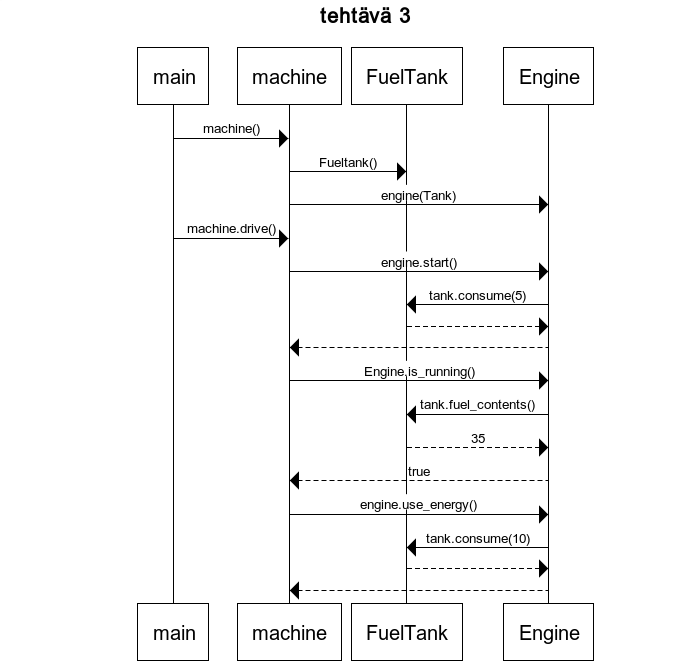 tehtävä 3
main machine FuelTank Engine
machine()
Fueltank()
engine(Tank)
machine.drive()
engine.start()
tank.consume(5)
Engine.is_running()
tank.fuel_contents()
35
true
engine.use_energy()
tank.consume(10)
main machine FuelTank Engine